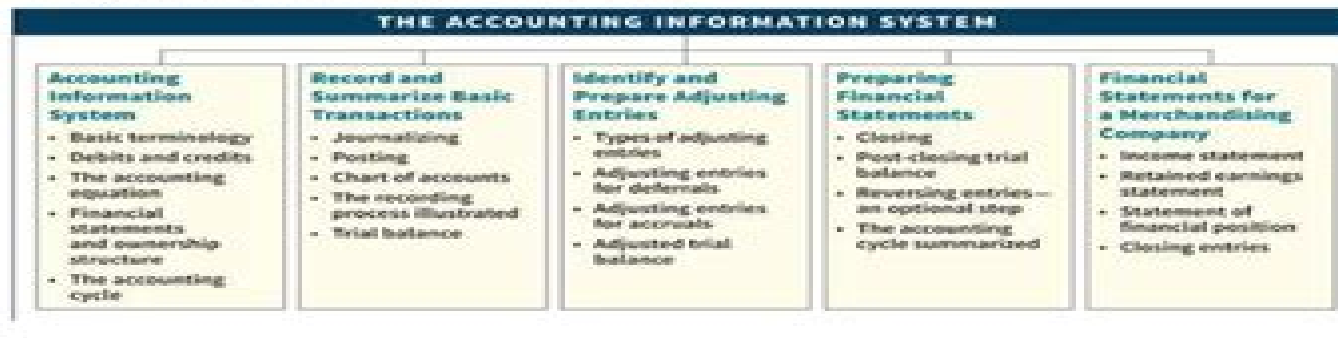 THE ACCOUNTING INFORMATION SYSTEM
Accounting
Information
System
• Basic terminology
• Debits and credits
• The accounting
equation
• Financial
statements
and ownership
structure
• The accounting
cycle
Record and
Summarize Basic
Transactions
• Journalizing
• Posting
• Chart of accounts
• The recording
process illustrated
• Trial balance
Identify and
Prepare Adjusting
Entries
• Types of adjusting
entries
• Adjusting entries
for deferrals
• Adjusting entries
for accruals
• Adjusted trial
balance
Preparing
Financial
Statements
• Closing
• Post-closing trial
balance
• Reversing entries—
an optional step
• The accounting
cycle summarized
Financial
Statements for
a Merchandising
Company
• Income statement
• Retained earnings
statement
• Statement of
financial position
• Closing entries